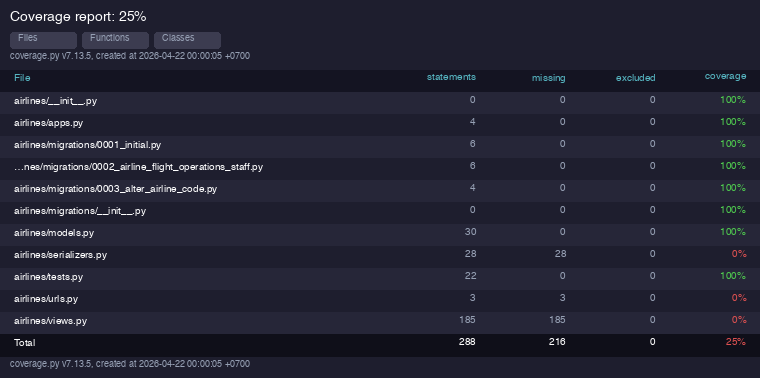 Coverage report: 25%
Files Functions Classes
coverage.py v7.13.5, created at 2026-04-22 00:00:05 +0700
File statements missing excluded coverage
airlines/__init__.py 0 0 0 100%
airlines/apps.py 4 0 0 100%
airlines/migrations/0001_initial.py 6 0 0 100%
...nes/migrations/0002_airline_flight_operations_staff.py 6 0 0 100%
airlines/migrations/0003_alter_airline_code.py 4 0 0 100%
airlines/migrations/__init__.py 0 0 0 100%
airlines/models.py 30 0 0 100%
airlines/serializers.py 28 28 0 0%
airlines/tests.py 22 0 0 100%
airlines/urls.py 3 3 0 0%
airlines/views.py 185 185 0 0%
Total 288 216 0 25%
coverage.py v7.13.5, created at 2026-04-22 00:00:05 +0700